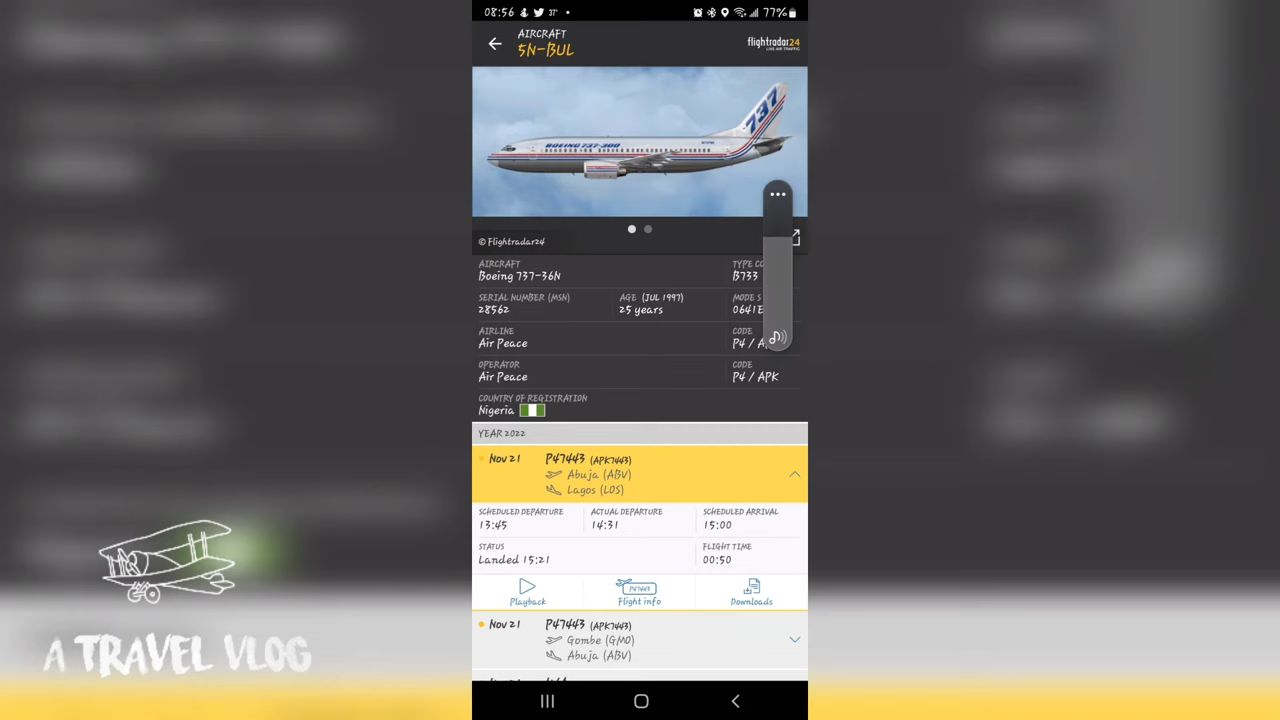 08:56 37° 77%
AIRCRAFT
5N-BUL
flightradar24
LIVE AIR TRAFFIC
737
BOEING 737-300
© Flightradar24
AIRCRAFT TYPE CO
Boeing 737-36N B733
SERIAL NUMBER (MSN) AGE (JUL 1997) MODE S
28562 25 years 0641E
AIRLINE CODE
Air Peace P4 / A
OPERATOR CODE
Air Peace P4 / APK
COUNTRY OF REGISTRATION
Nigeria
YEAR 2022
Nov 21 P47443 (APK7443)
Abuja (ABV)
Lagos (LOS)
SCHEDULED DEPARTURE ACTUAL DEPARTURE SCHEDULED ARRIVAL
13:45 14:31 15:00
STATUS FLIGHT TIME
Landed 15:21 00:50
P47443
Playback Flight info Downloads
Nov 21 P47443 (APK7443)
Gombe (GMO)
Abuja (ABV)
A TRAVEL VLOG